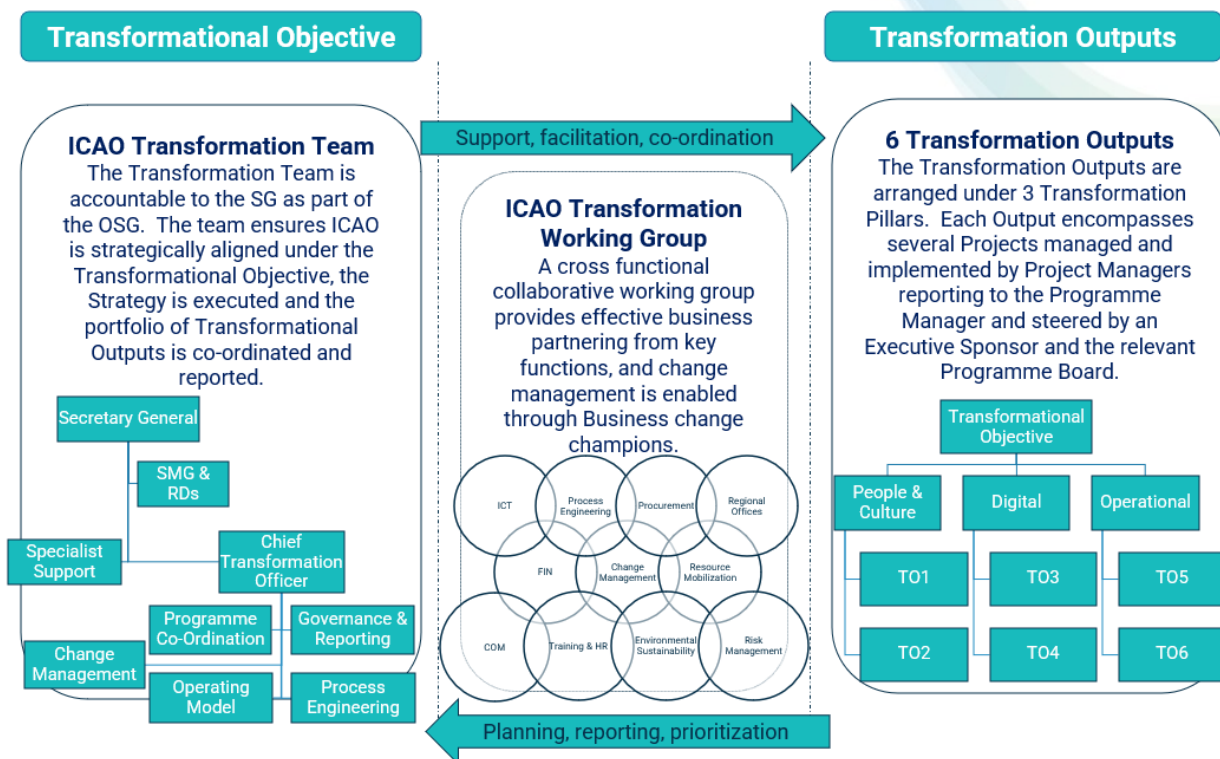 Transformational Objective
Transformation Outputs
ICAO Transformation Team
The Transformation Team is
accountable to the SG as part of
the OSG.  The team ensures ICAO
is strategically aligned under the
Transformational Objective, the
Strategy is executed and the
portfolio of Transformational
Outputs is co-ordinated and
reported.
Secretary General
SMG &
RDs
Specialist
Support
Chief
Transformation
Officer
Programme
Co-Ordination
Governance &
Reporting
Change
Management
Operating
Model
Process
Engineering
Support, facilitation, co-ordination
ICAO Transformation
Working Group
A cross functional
collaborative working group
provides effective business
partnering from key
functions, and change
management is enabled
through Business change
champions.
ICT
Process
Engineering
Procurement
Regional
Offices
FIN
Change
Management
Resource
Mobilization
COM
Training & HR
Environmental
Sustainability
Risk
Management
Planning, reporting, prioritization
6 Transformation Outputs
The Transformation Outputs are
arranged under 3 Transformation
Pillars.  Each Output encompasses
several Projects managed and
implemented by Project Managers
reporting to the Programme
Manager and steered by an
Executive Sponsor and the relevant
Programme Board.
Transformational
Objective
People &
Culture
Digital
Operational
TO1
TO3
TO5
TO2
TO4
TO6